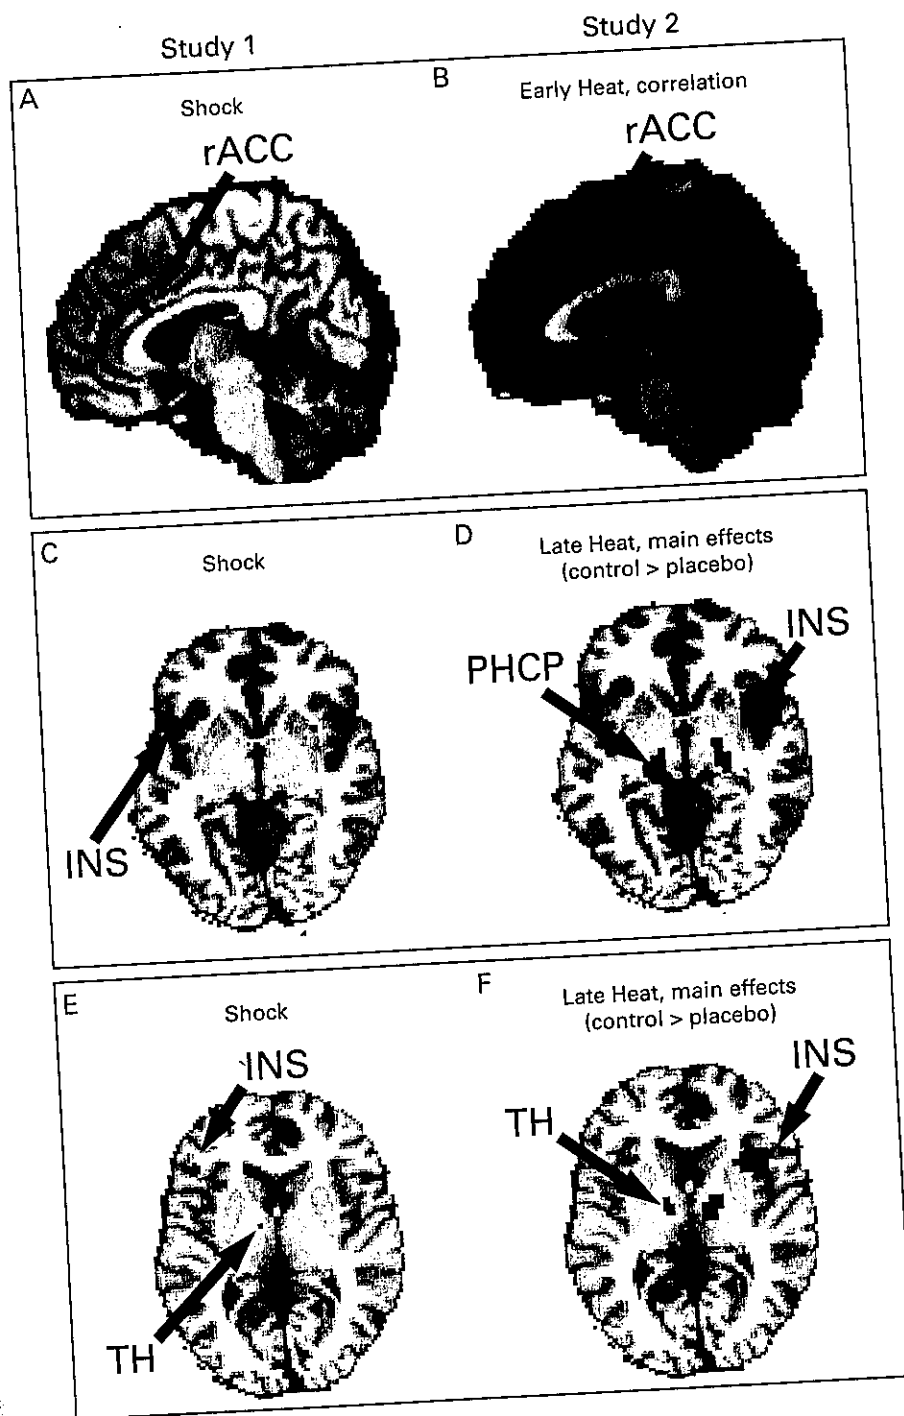 Study 1
Study 2
A
Shock
rACC
B
Early Heat, correlation
rACC
C
Shock
INS
D
Late Heat, main effects
(control > placebo)
PHCP
INS
E
Shock
INS
TH
F
Late Heat, main effects
(control > placebo)
TH
INS